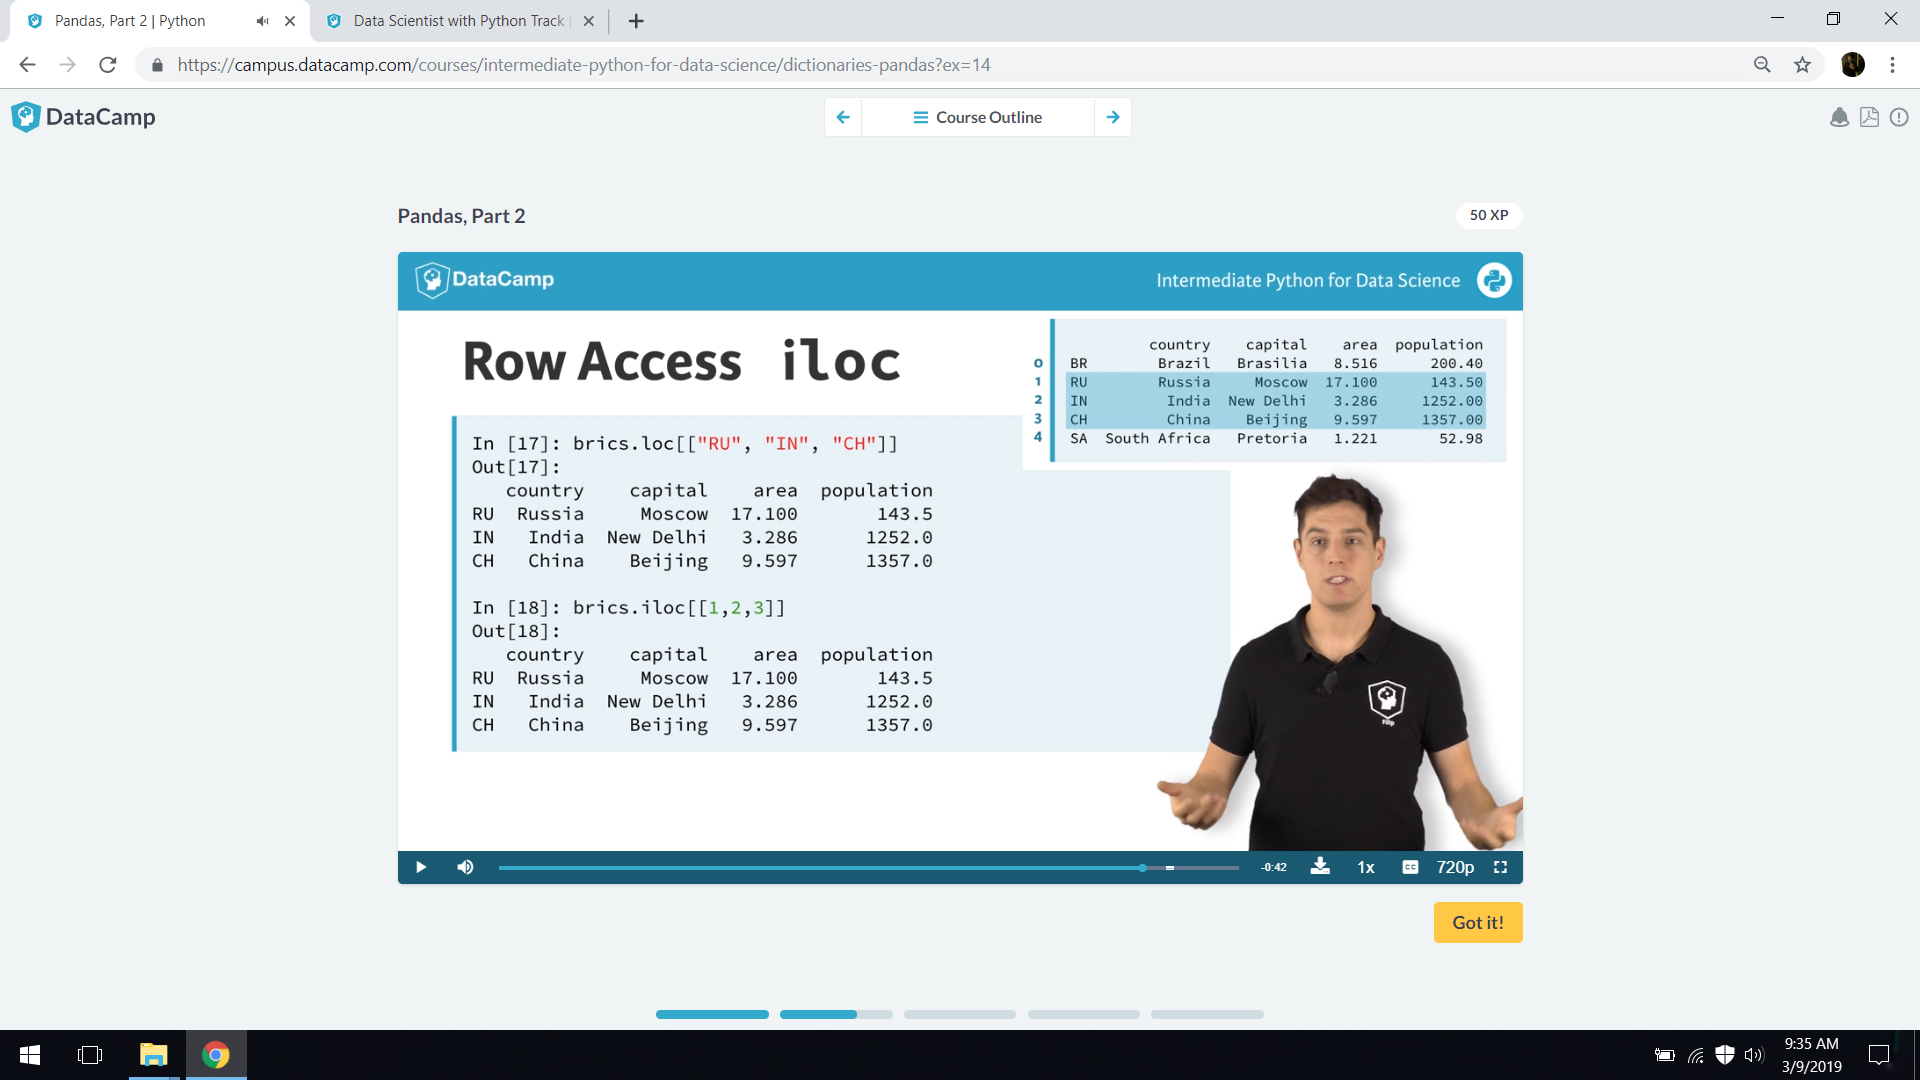 Pandas, Part 2 | Python
Data Scientist with Python Track
https://campus.datacamp.com/courses/intermediate-python-for-data-science/dictionaries-pandas?ex=14
DataCamp
Course Outline
Pandas, Part 2
50 XP
DataCamp
Intermediate Python for Data Science
Row Access iloc
country capital area population
0 BR Brazil Brasilia 8.516 200.40
1 RU Russia Moscow 17.100 143.50
2 IN India New Delhi 3.286 1252.00
3 CH China Beijing 9.597 1357.00
4 SA South Africa Pretoria 1.221 52.98
In [17]: brics.loc[["RU", "IN", "CH"]]
Out[17]:
country capital area population
RU Russia Moscow 17.100 143.5
IN India New Delhi 3.286 1252.0
CH China Beijing 9.597 1357.0
In [18]: brics.iloc[[1,2,3]]
Out[18]:
country capital area population
RU Russia Moscow 17.100 143.5
IN India New Delhi 3.286 1252.0
CH China Beijing 9.597 1357.0
Filip
-0:42
1x
CC
720p
Got it!
9:35 AM
3/9/2019